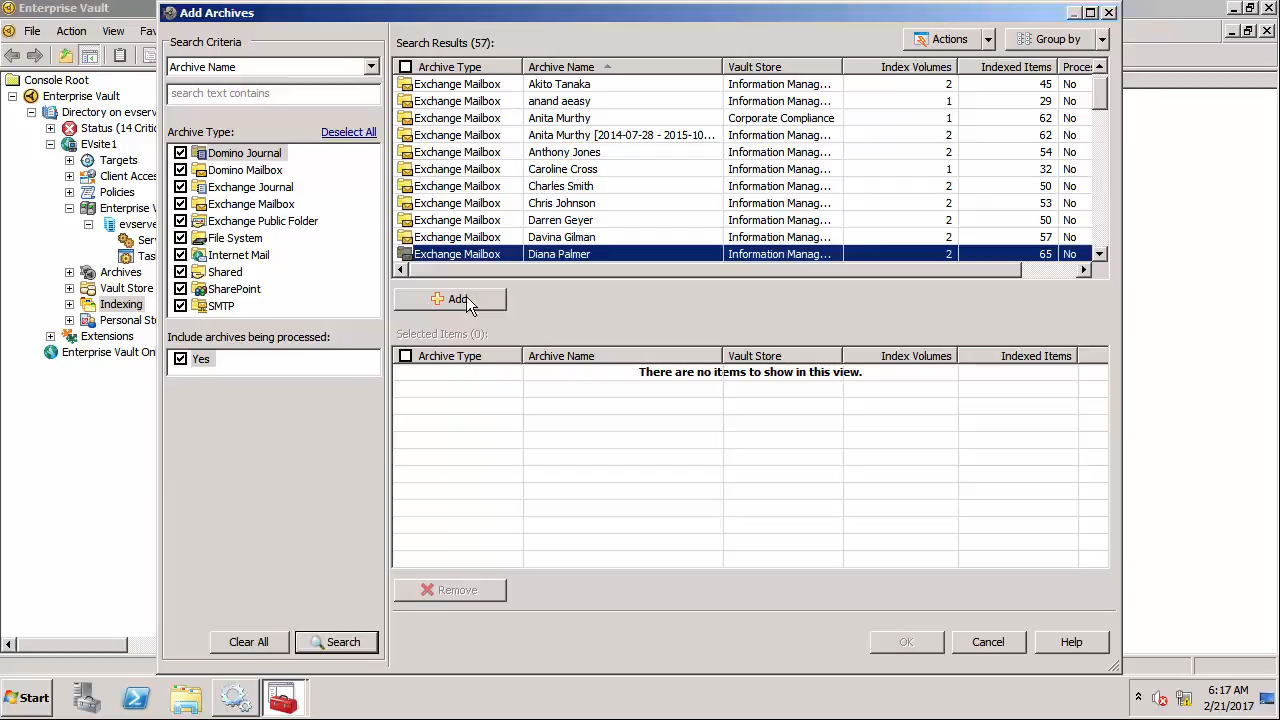 Enterprise Vault
Add Archives
File Action View
Console Root
Enterprise Vault
Directory on evserv
Status (14 Critic
EVsite1
Targets
Client Acces
Policies
Enterprise V
evserve
Serv
Tas
Archives
Vault Store
Indexing
Personal St
Extensions
Enterprise Vault On
Search Criteria
Archive Name
search text contains
Archive Type: Deselect All
Domino Journal
Domino Mailbox
Exchange Journal
Exchange Mailbox
Exchange Public Folder
File System
Internet Mail
Shared
SharePoint
SMTP
Include archives being processed:
Yes
Clear All Search
Search Results (57): Actions Group by
Archive Type Archive Name Vault Store Index Volumes Indexed Items Proces
Exchange Mailbox Akito Tanaka Information Manag... 2 45 No
Exchange Mailbox anand aeasy Information Manag... 1 29 No
Exchange Mailbox Anita Murthy Corporate Compliance 1 62 No
Exchange Mailbox Anita Murthy [2014-07-28 - 2015-10... Information Manag... 2 62 No
Exchange Mailbox Anthony Jones Information Manag... 2 54 No
Exchange Mailbox Caroline Cross Information Manag... 1 32 No
Exchange Mailbox Charles Smith Information Manag... 2 50 No
Exchange Mailbox Chris Johnson Information Manag... 2 53 No
Exchange Mailbox Darren Geyer Information Manag... 2 50 No
Exchange Mailbox Davina Gilman Information Manag... 2 57 No
Exchange Mailbox Diana Palmer Information Manag... 2 65 No
Add
Selected Items (0):
Archive Type Archive Name Vault Store Index Volumes Indexed Items
There are no items to show in this view.
Remove
OK Cancel Help
Start
6:17 AM
2/21/2017